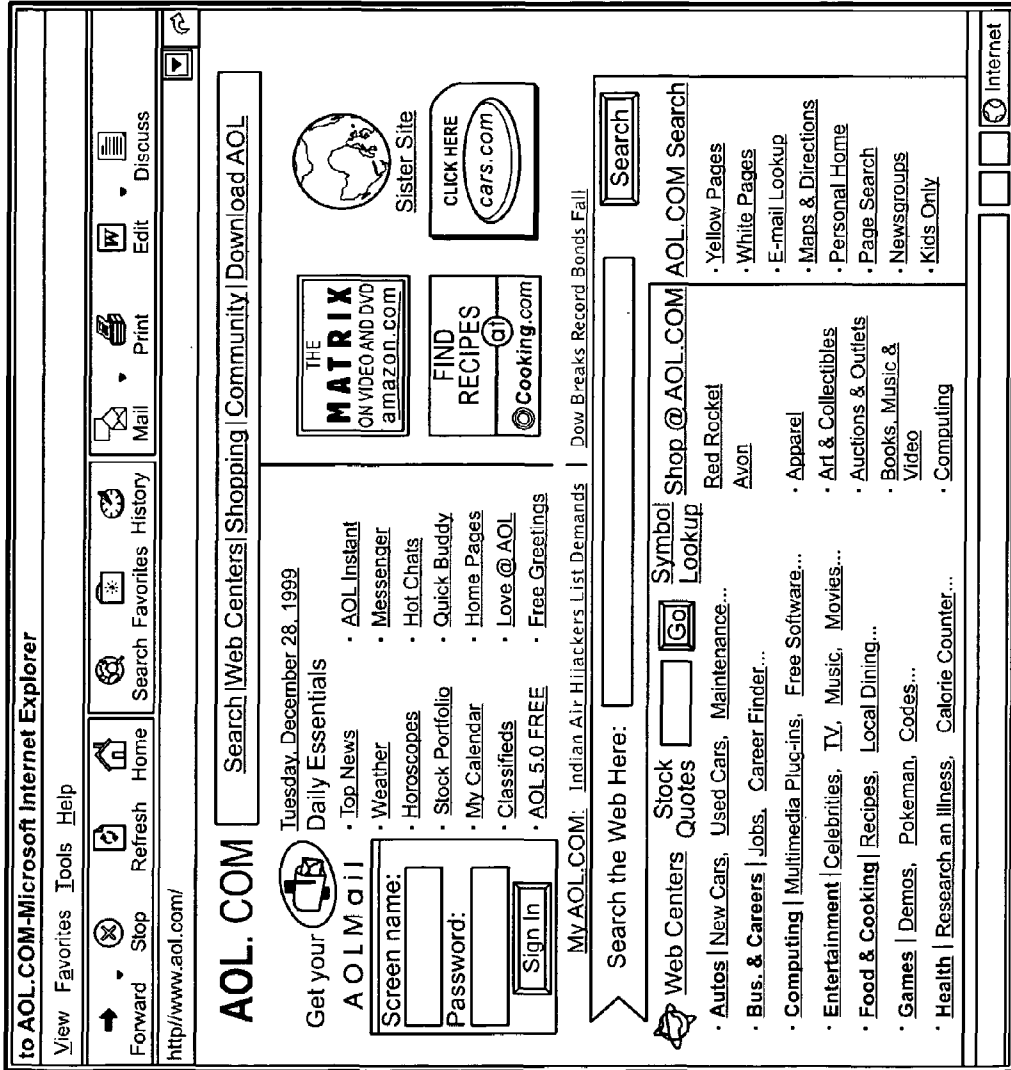 to AOL.COM-Microsoft Internet Explorer
View Favorites Tools Help
Forward Stop Refresh Home Search Favorites History Mail Print Edit Discuss
http//www.aol.com/
AOL. COM
Search |Web Centers|Shopping |Community |Download AOL
Get your
AOLMail
Screen name:
Password:
Sign In
Tuesday, December 28, 1999
Daily Essentials
· Top News
· Weather
· Horoscopes
· Stock Portfolio
· My Calendar
· Classifieds
· AOL 5.0 FREE
· AOL Instant
· Messenger
· Hot Chats
· Quick Buddy
· Home Pages
· Love @ AOL
· Free Greetings
THE
MATRIX
ON VIDEO AND DVD
amazon.com
Sister Site
FIND
RECIPES
at
Cooking.com
CLICK HERE
cars.com
My AOL.COM: Indian Air Hijackers List Demands | Dow Breaks Record Bonds Fall
Search the Web Here:
Search
Web Centers
Stock
Quotes
Go
Symbol
Lookup
· Autos | New Cars, Used Cars, Maintenance...
· Bus. & Careers | Jobs, Career Finder...
· Computing | Multimedia Plug-ins, Free Software...
· Entertainment | Celebrities, TV, Music, Movies...
· Food & Cooking | Recipes, Local Dining...
· Games | Demos, Pokeman, Codes...
· Health | Research an Illness, Calorie Counter...
Shop @ AOL.COM
Red Rocket
Avon
· Apparel
· Art & Collectibles
· Auctions & Outlets
· Books, Music &
Video
· Computing
AOL.COM Search
· Yellow Pages
· White Pages
· E-mail Lookup
· Maps & Directions
· Personal Home
· Page Search
· Newsgroups
· Kids Only
Internet